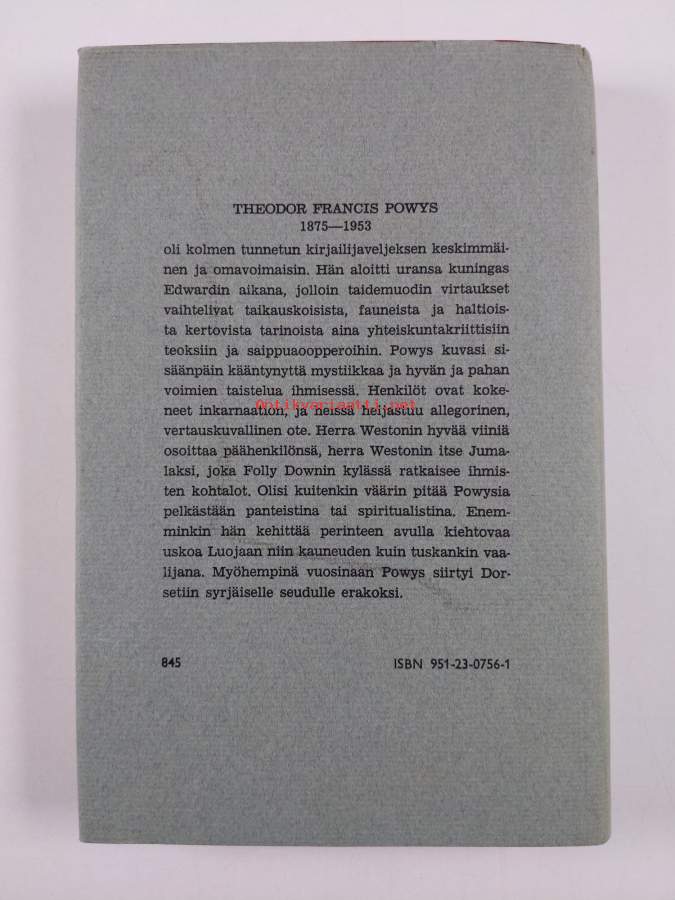 THEODOR FRANCIS POWYS
1875—1953
oli kolmen tunnetun kirjailijaveljeksen keskimmäi-
nen ja omavoimaisin. Hän aloitti uransa kuningas
Edwardin aikana, jolloin taidemuodin virtaukset
vaihtelivat taikauskoisista, fauneista ja haltiois-
ta kertovista tarinoista aina yhteiskuntakriittisiin
teoksiin ja saippuaoopperoihin. Powys kuvasi si-
säänpäin kääntynyttä mystiikkaa ja hyvän ja pahan
voimien taistelua ihmisessä. Henkilöt ovat koke-
neet inkarnaation, ja heissä heijastuu allegorinen,
Optikvariaatti.net
vertauskuvallinen ote. Herra Westonin hyvää viiniä
osoittaa päähenkilönsä, herra Westonin itse Juma-
laksi, joka Folly Downin kylässä ratkaisee ihmis-
ten kohtalot. Olisi kuitenkin väärin pitää Powysia
pelkästään panteistina tai spiritualistina. Enem-
minkin hän kehittää perinteen avulla kiehtovaa
uskoa Luojaan niin kauneuden kuin tuskankin vaa-
lijana. Myöhempinä vuosinaan Powys siirtyi Dor-
setiin syrjäiselle seudulle erakoksi.
845 ISBN 951-23-0756-1